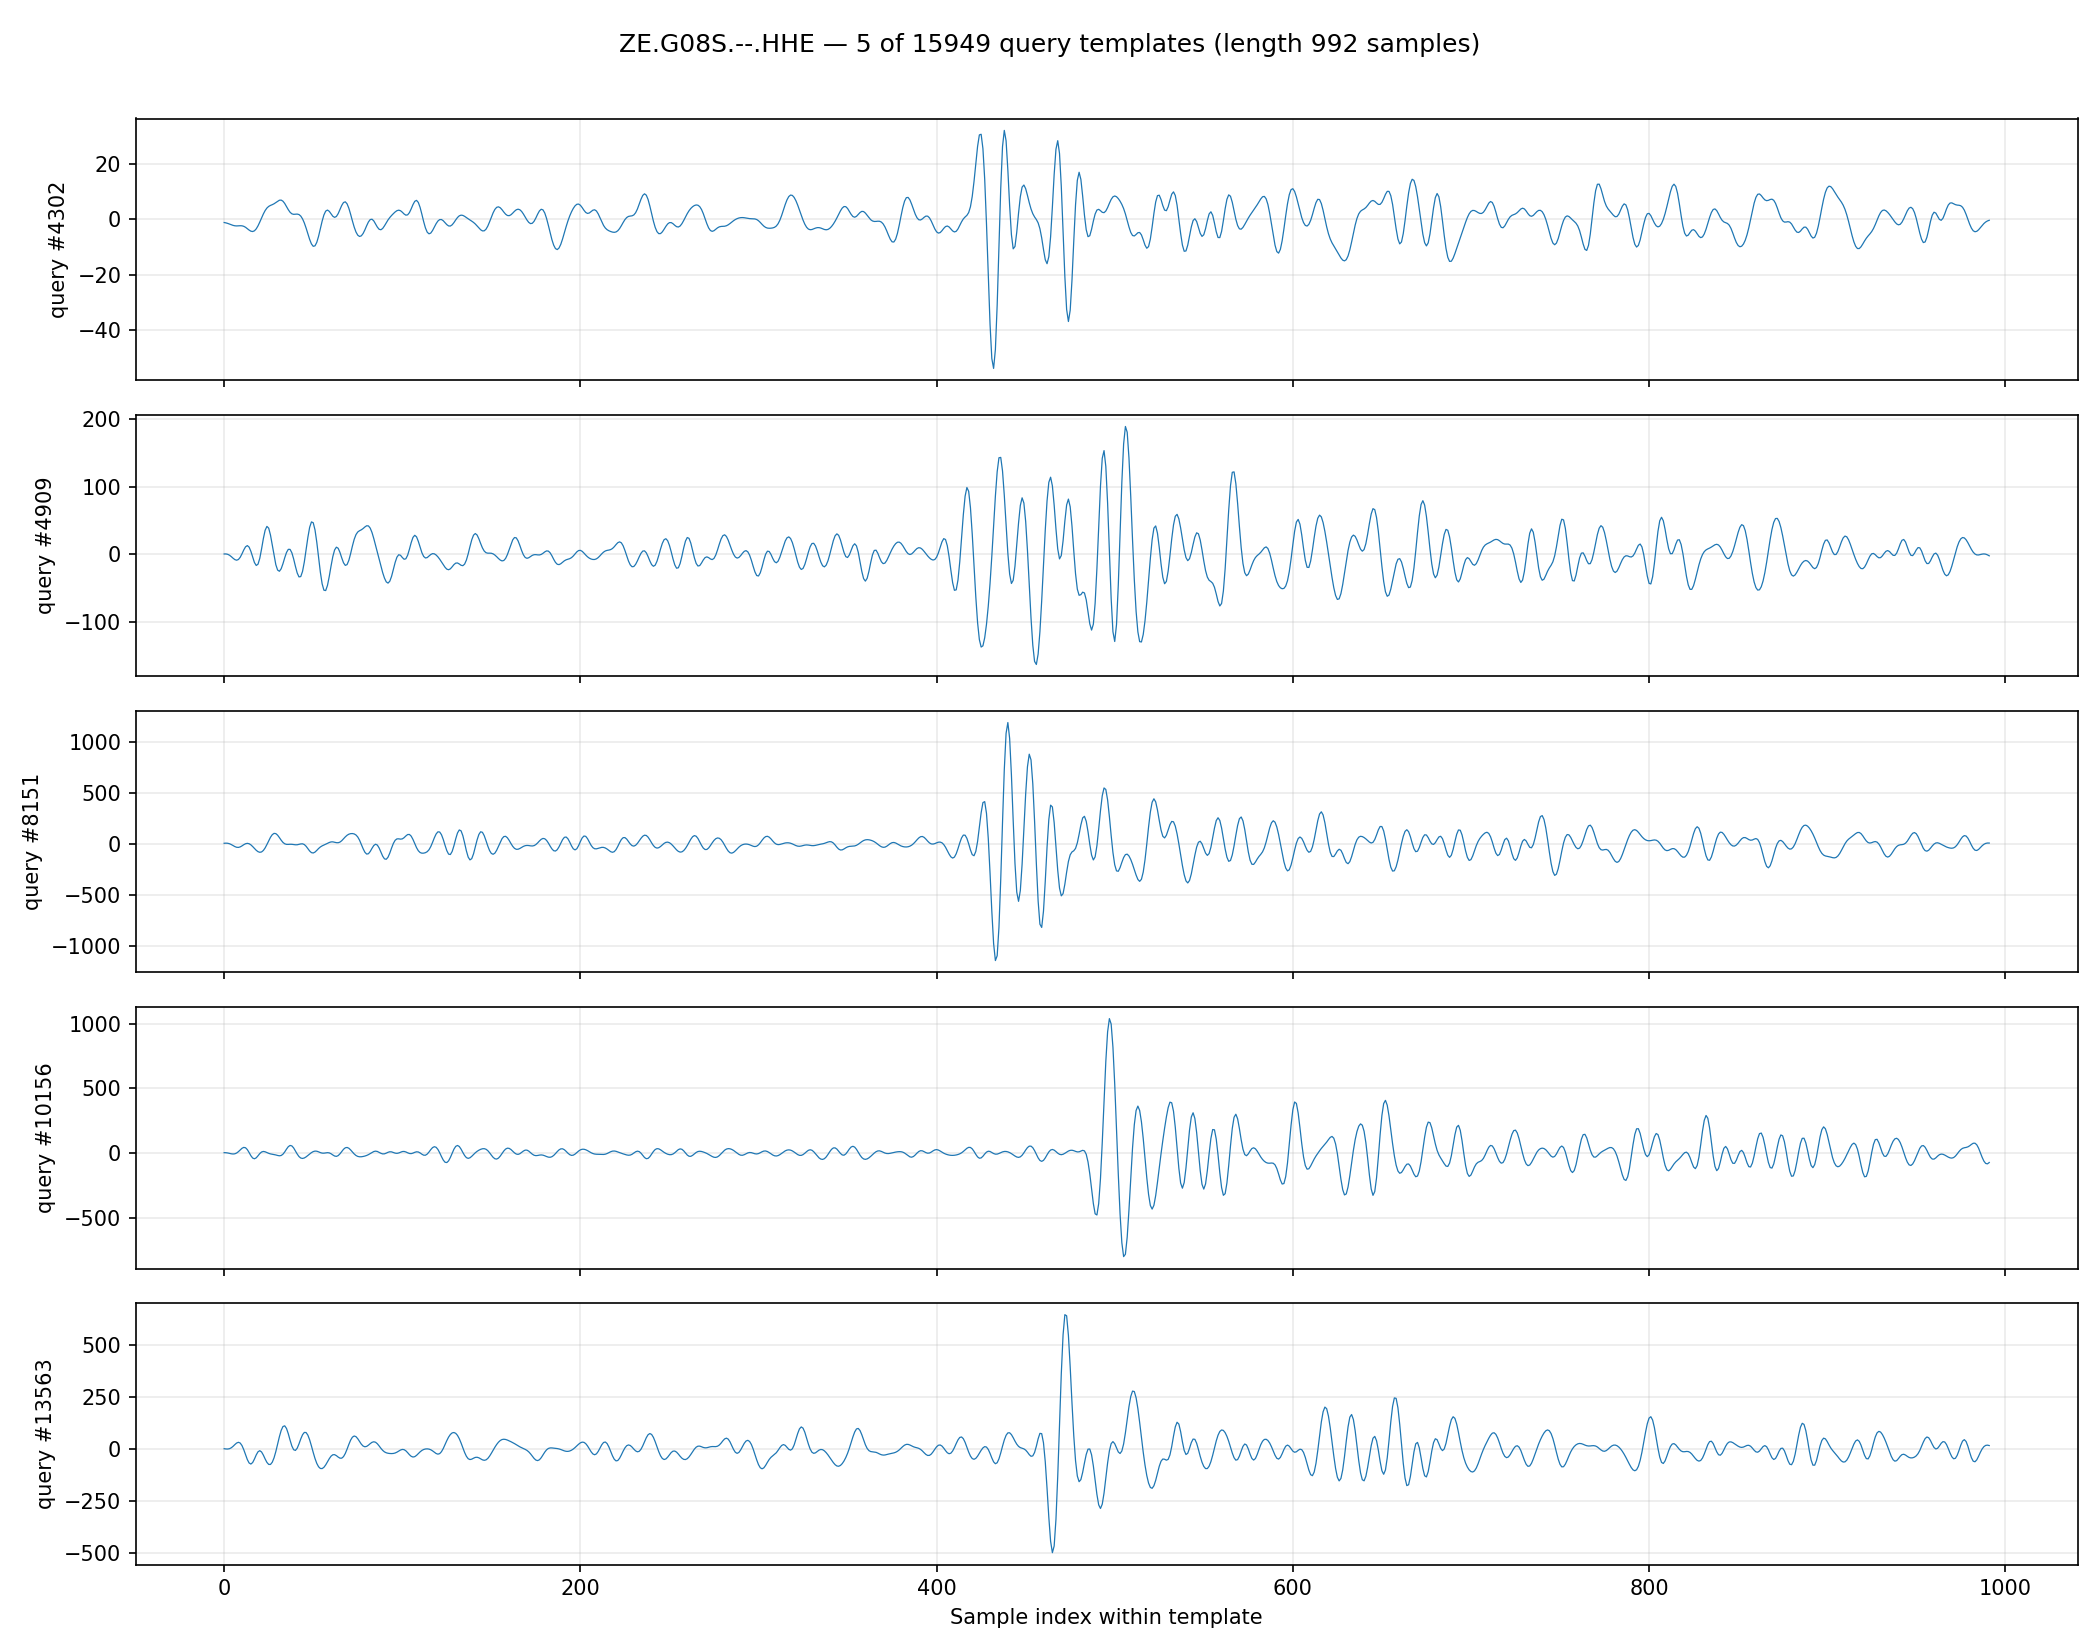 ZE.G08S.--.HHE — 5 of 15949 query templates (length 992 samples)
query #4302
20
0
−20
−40
query #4909
200
100
0
−100
query #8151
1000
500
0
−500
−1000
query #10156
1000
500
0
−500
query #13563
500
250
0
−250
−500
0 200 400 600 800 1000
Sample index within template